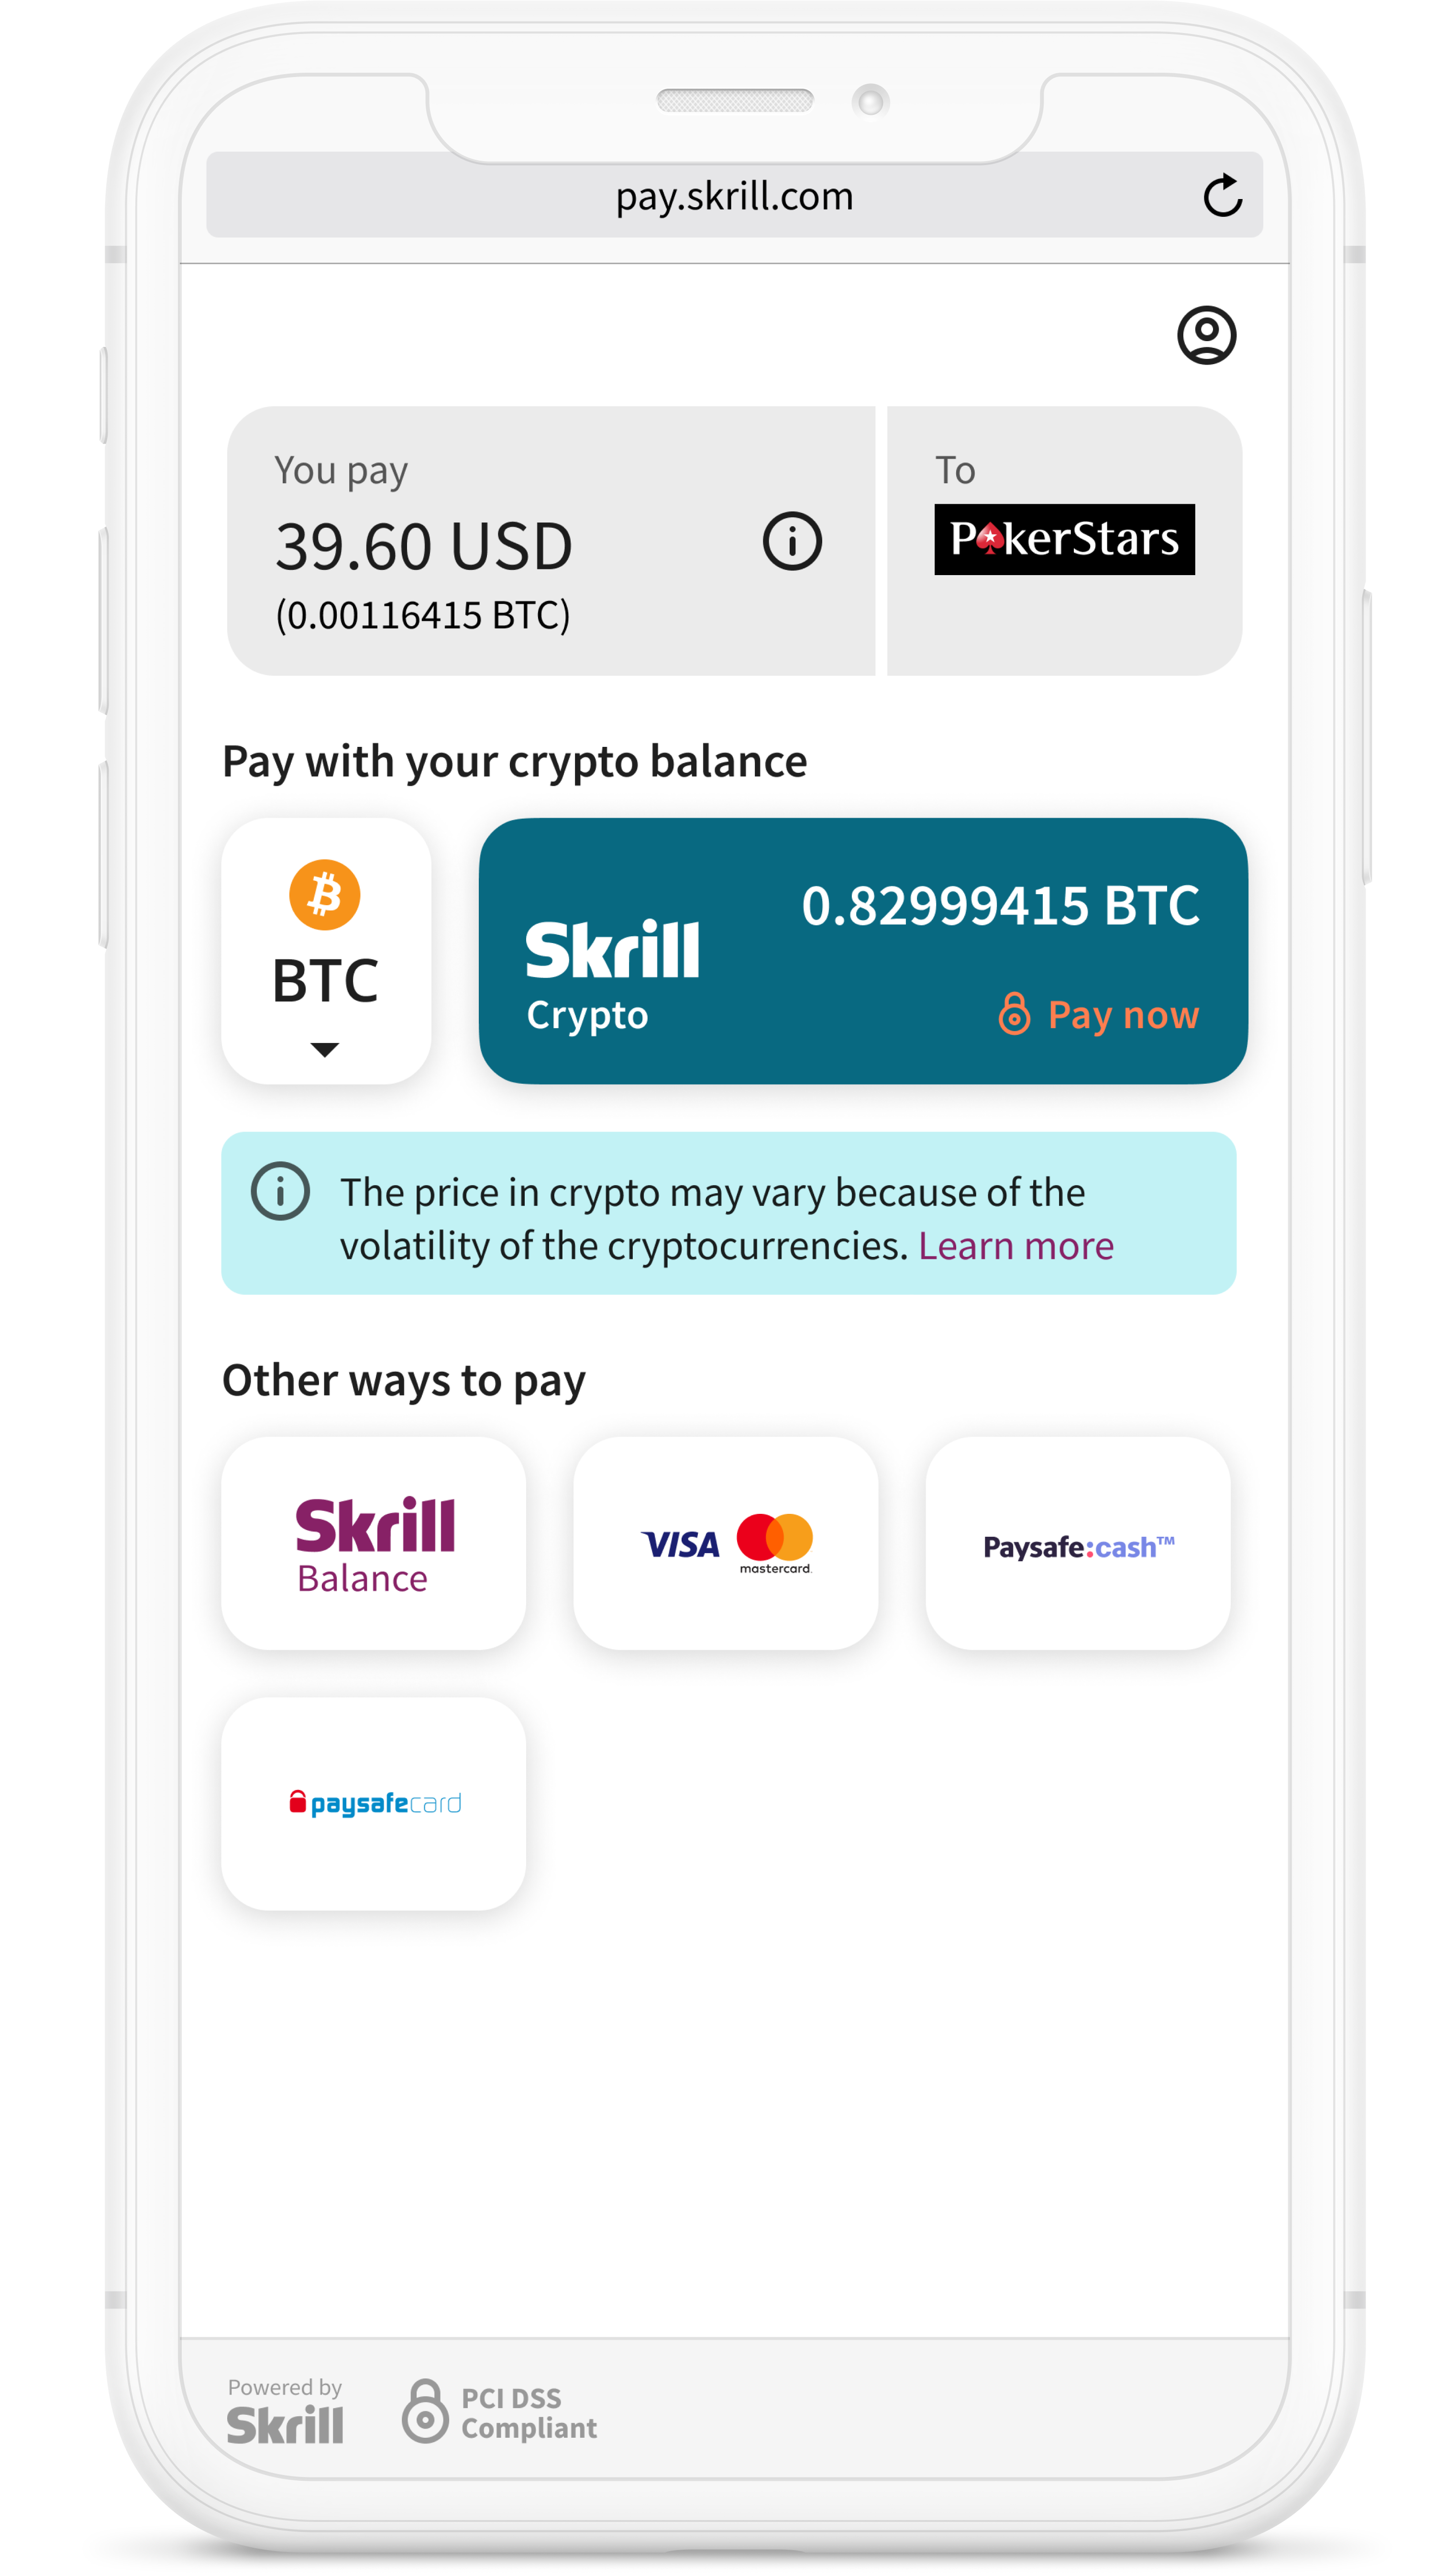 pay.skrill.com
You pay
39.60 USD
(0.00116415 BTC)
To
PokerStars
Pay with your crypto balance
BTC
Skrill
Crypto
0.82999415 BTC
Pay now
The price in crypto may vary because of the
volatility of the cryptocurrencies. Learn more
Other ways to pay
Skrill
Balance
VISA
mastercard.
Paysafe:cash™
paysafecard
Powered by
Skrill
PCI DSS
Compliant